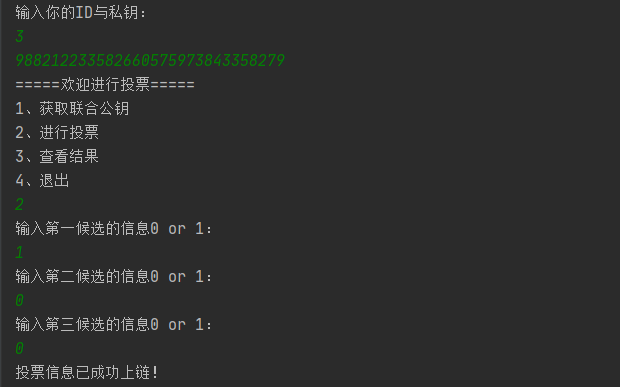 输入你的ID与私钥:
3
988212233582660575973843358279
=====欢迎进行投票=====
1、获取联合公钥
2、进行投票
3、查看结果
4、退出
2
输入第一候选的信息0 or 1:
1
输入第二候选的信息0 or 1:
0
输入第三候选的信息0 or 1:
0
投票信息已成功上链!